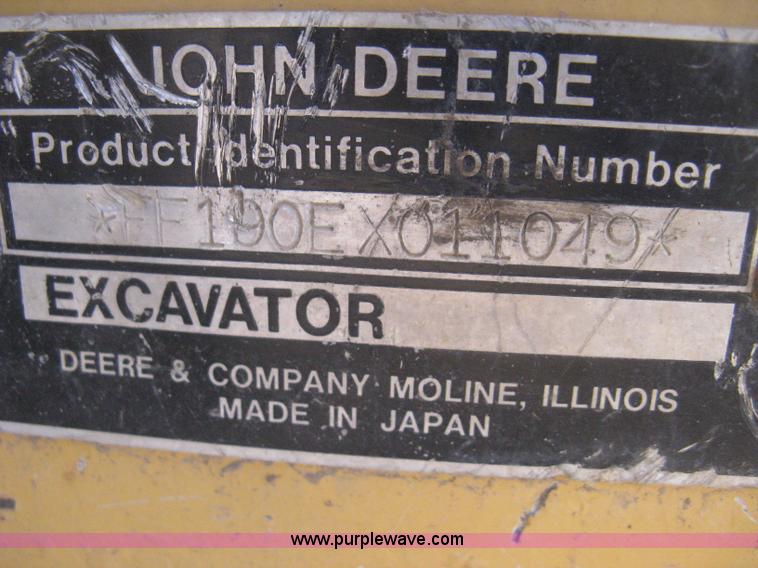 JOHN DEERE
Product Identification Number
*FF190EX011049*
EXCAVATOR
DEERE & COMPANY MOLINE, ILLINOIS
MADE IN JAPAN
www.purplewave.com